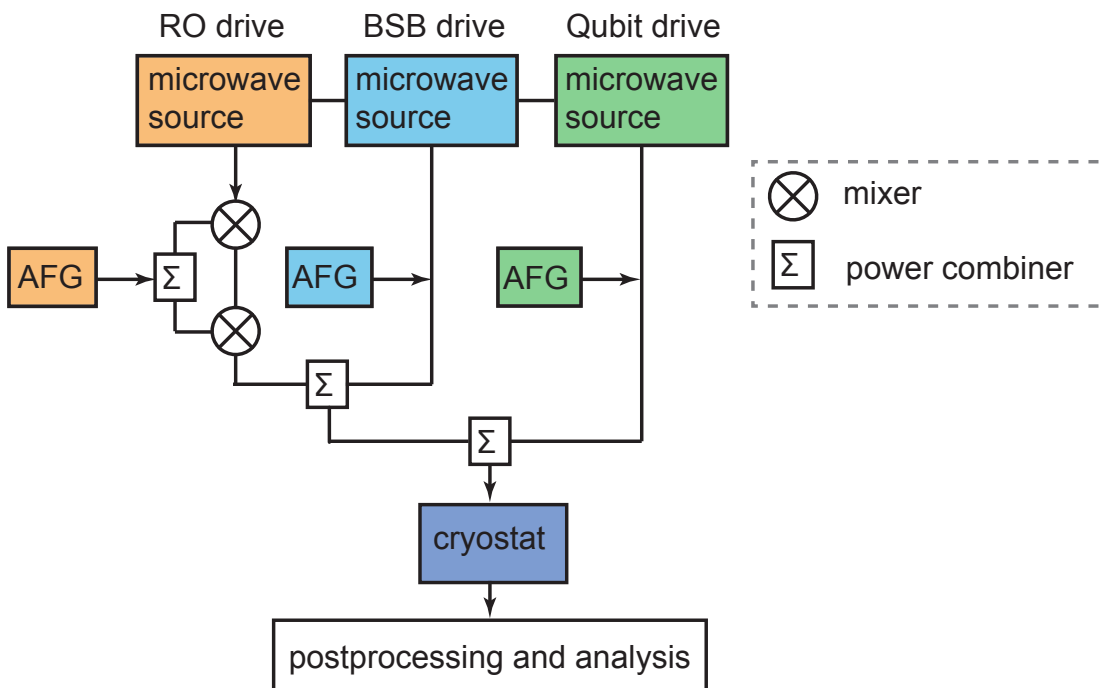 RO drive
BSB drive
Qubit drive
microwave
source
microwave
source
microwave
source
mixer
AFG
Σ
AFG
AFG
Σ
power combiner
Σ
Σ
cryostat
postprocessing and analysis